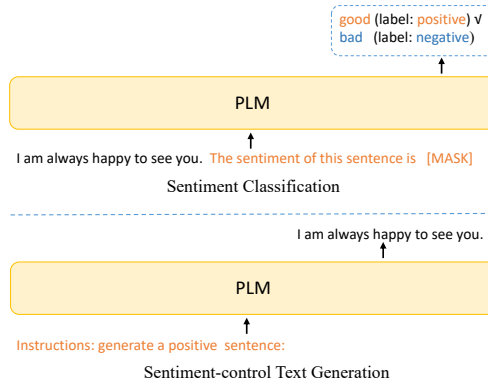 good (label: positive) √
bad (label: negative)
PLM
I am always happy to see you. The sentiment of this sentence is [MASK]
Sentiment Classification
I am always happy to see you.
PLM
Instructions: generate a positive sentence:
Sentiment-control Text Generation